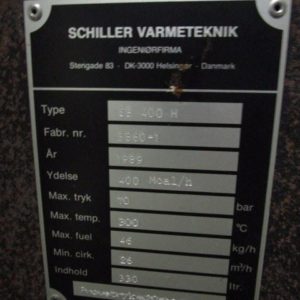 SCHILLER VARMETEKNIK
INGENIØRFIRMA
Stengade 83 - DK-3000 Helsingør - Danmark
Type 400 H
Fabr. nr.
År 1989
Ydelse 400 Mcal/h
Max. tryk 10 bar
Max. temp. 300 °C
Max. fuel 46 kg/h
Min. cirk. 26 m³/h
Indhold 330 ltr.